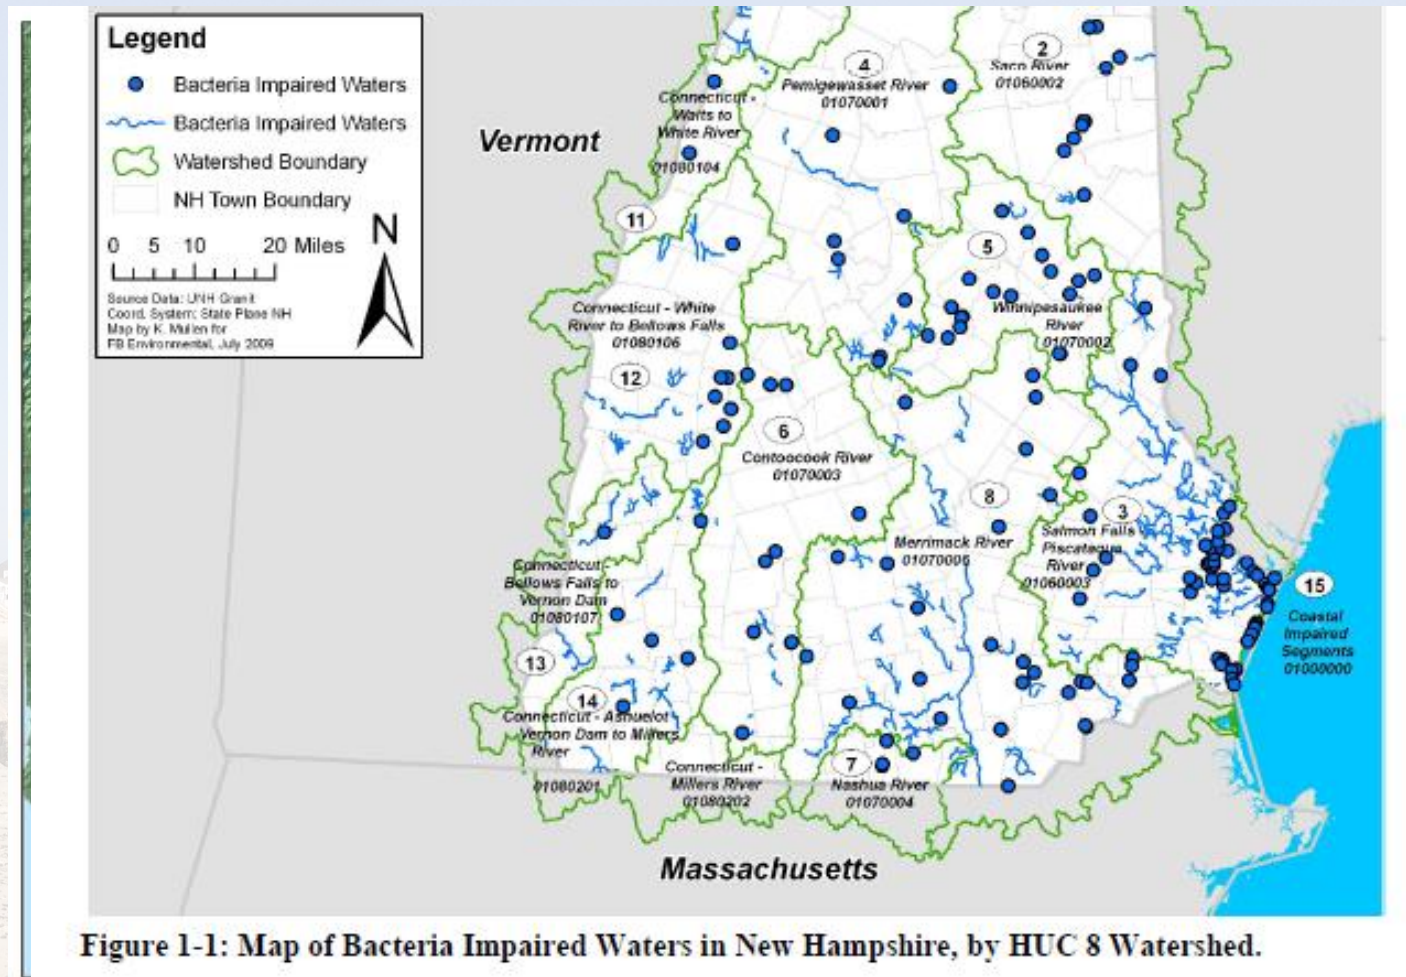 Legend
Bacteria Impaired Waters
Bacteria Impaired Waters
Watershed Boundary
NH Town Boundary
N
0 5 10 20 Miles
Source Data: UNH Granit
Coord. System: State Plane NH
Map by K. Mullen for
FB Environmental, July 2009
Vermont
2
Saco River
01060002
4
Pemigewasset River
01070001
Connecticut -
Waits to
White River
01080104
11
5
Winnipesaukee
River
01070002
Connecticut - White
River to Bellows Falls
01080106
12
6
Contoocook River
01070003
8
Merrimack River
01070006
3
Salmon Falls -
Piscataqua
River
01060003
15
Coastal
Impaired
Segments
01000000
Connecticut -
Bellows Falls to
Vernon Dam
01080107
13
14
Connecticut - Ashuelot -
Vernon Dam to Millers
River
01080201
Connecticut -
Millers River
01080202
7
Nashua River
01070004
Massachusetts
Figure 1-1: Map of Bacteria Impaired Waters in New Hampshire, by HUC 8 Watershed.